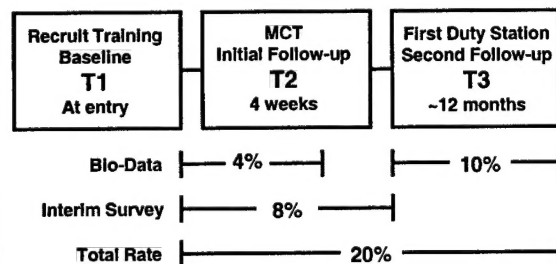 Recruit Training
Baseline
T1
At entry
MCT
Initial Follow-up
T2
4 weeks
First Duty Station
Second Follow-up
T3
~12 months
Bio-Data 4% 10%
Interim Survey 8%
Total Rate 20%